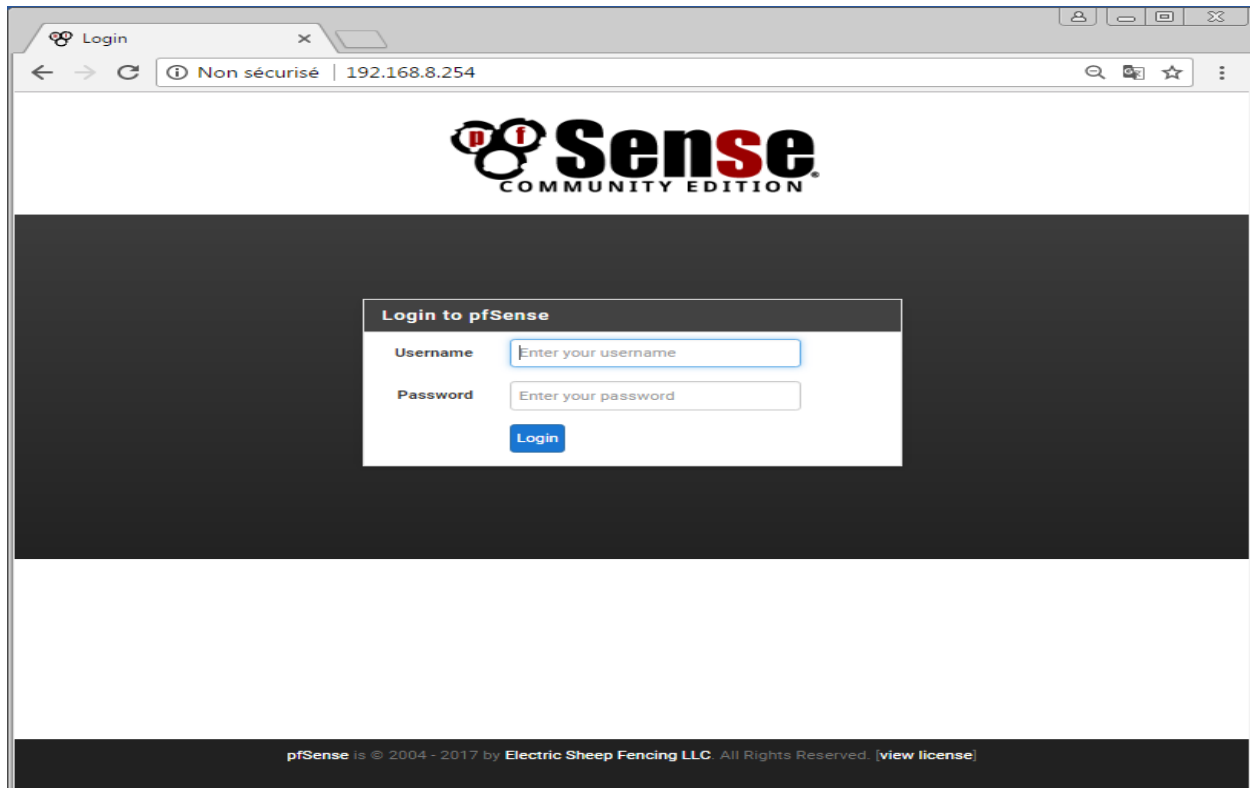 Login
Non sécurisé | 192.168.8.254
pf Sense®
COMMUNITY EDITION
Login to pfSense
Username
Enter your username
Password
Enter your password
Login
pfSense is © 2004 - 2017 by Electric Sheep Fencing LLC. All Rights Reserved. [view license]